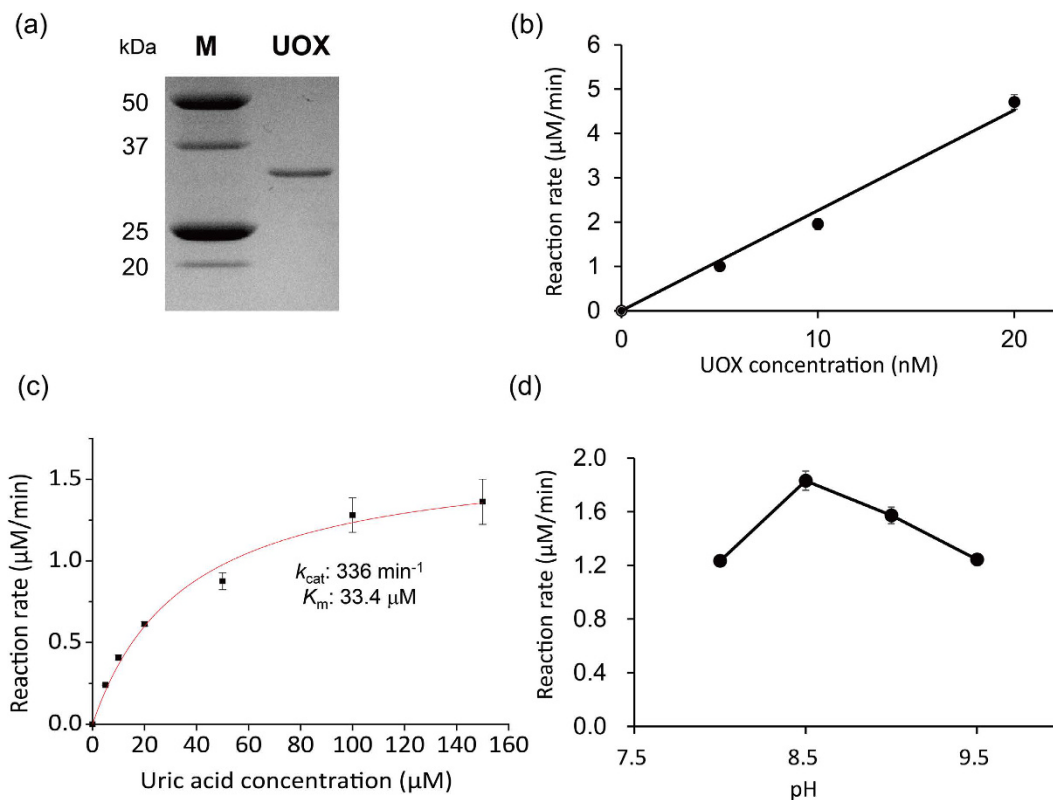 (a)
kDa M UOX
50
37
25
20
(b)
Reaction rate (μM/min)
6
5
4
3
2
1
0
0 10 20
UOX concentration (nM)
(c)
Reaction rate (μM/min)
1.5
1.0
0.5
0.0
kcat: 336 min-1
Km: 33.4 μM
0 20 40 60 80 100 120 140 160
Uric acid concentration (μM)
(d)
Reaction rate (μM/min)
2.0
1.6
1.2
0.8
0.4
0.0
7.5 8.5 9.5
pH